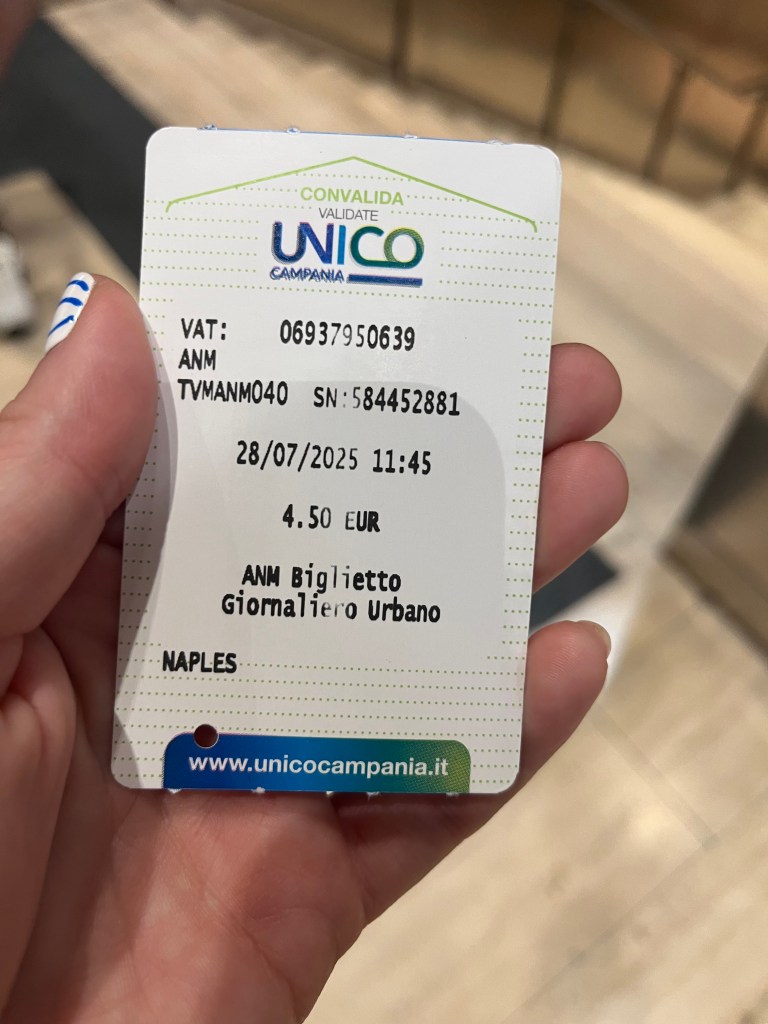 CONVALIDA
VALIDATE
UNICO
CAMPANIA
VAT: 06937950639
ANM
TVMANM040 SN:584452881
28/07/2025 11:45
4.50 EUR
ANM Biglietto
Giornaliero Urbano
NAPLES
www.unicocampania.it